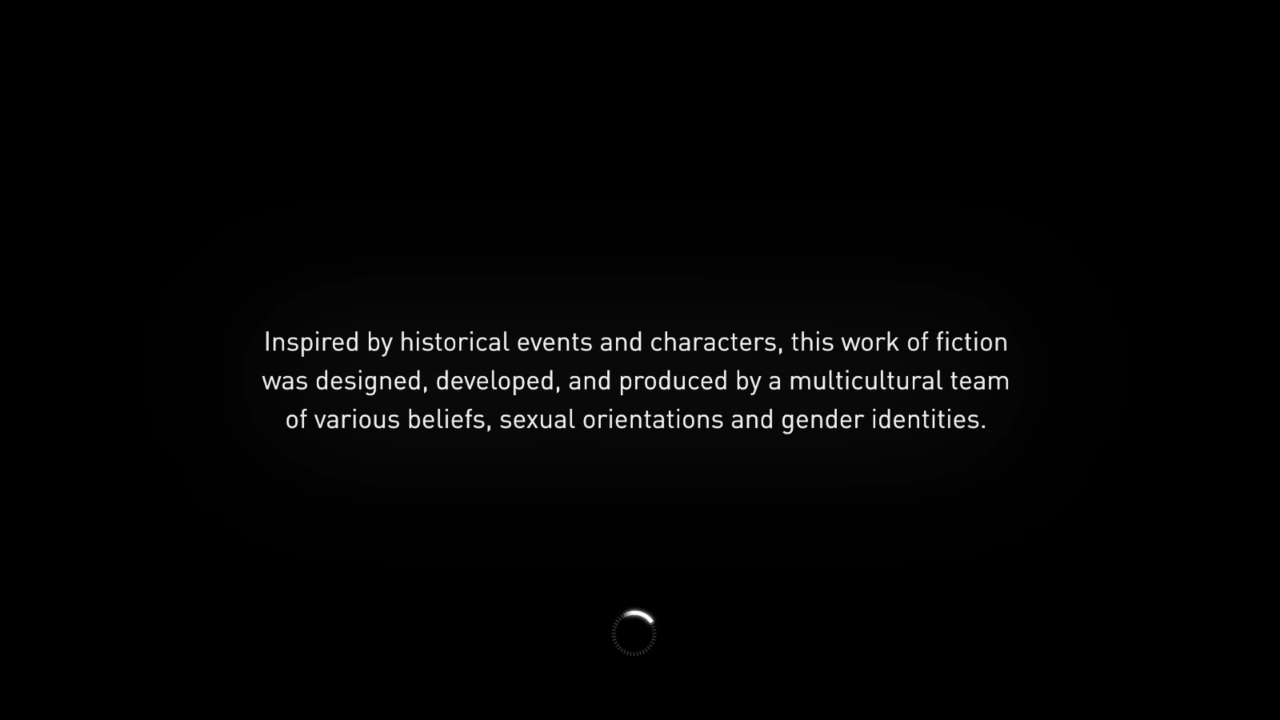 Inspired by historical events and characters, this work of fiction
was designed, developed, and produced by a multicultural team
of various beliefs, sexual orientations and gender identities.